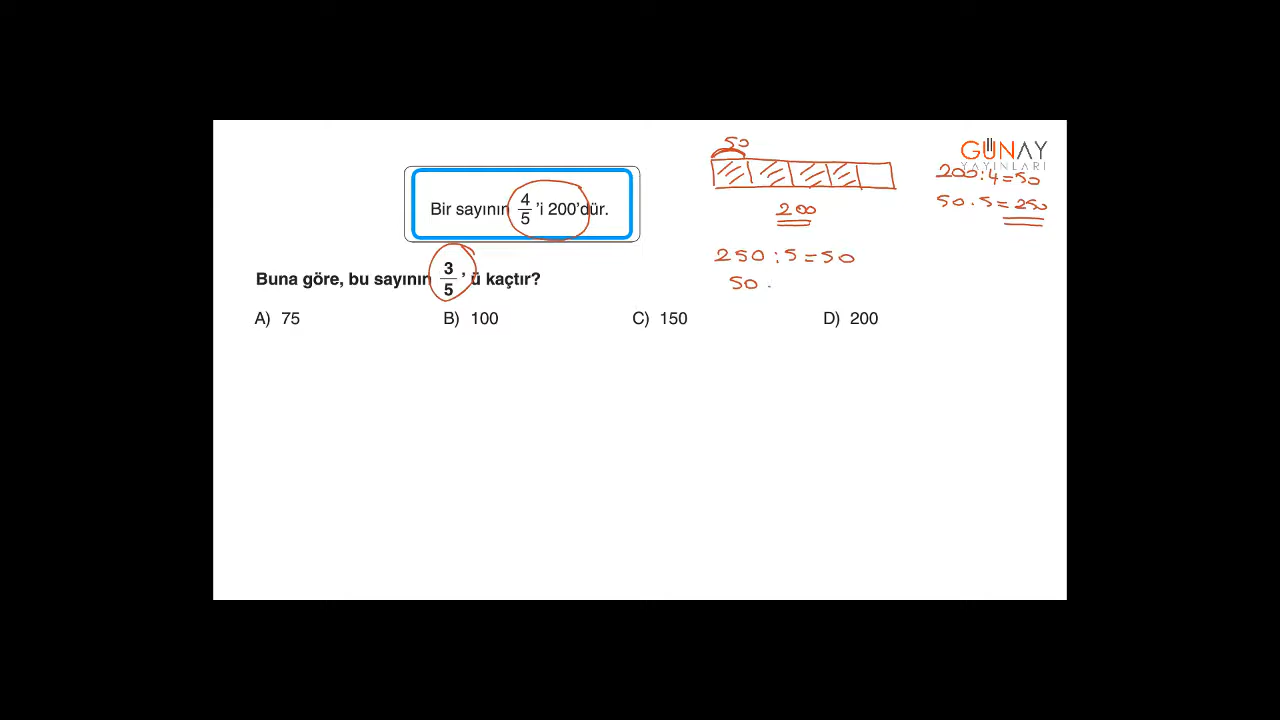 GÜNAY
YAYINLARI
50
200:4=50
50.5=250
200
Bir sayının 4/5 'i 200'dür.
250:5=50
50.
Buna göre, bu sayının 3/5 ' ü kaçtır?
A) 75 B) 100 C) 150 D) 200